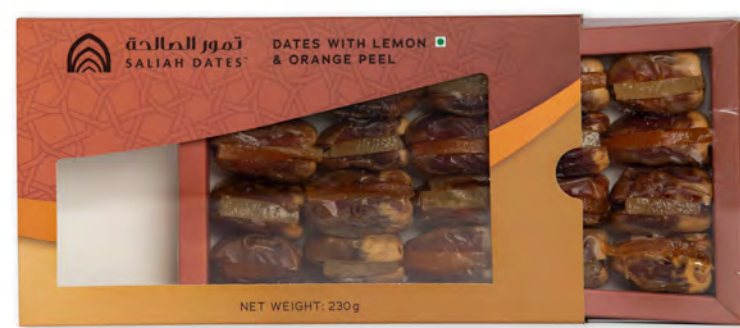 تمور الصالحة
SALIAH DATES™
DATES WITH LEMON
& ORANGE PEEL
NET WEIGHT: 230g